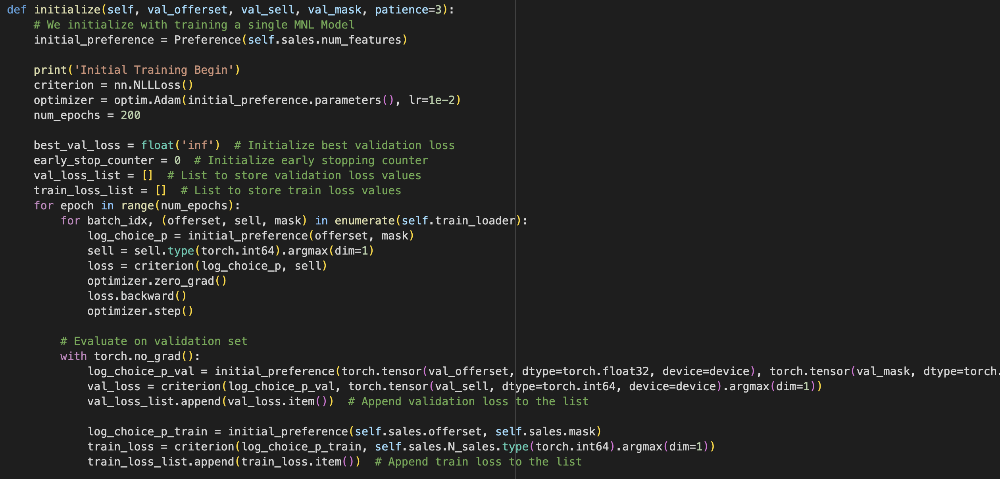 def initialize(self, val_offerset, val_sell, val_mask, patience=3):
    # We initialize with training a single MNL Model
    initial_preference = Preference(self.sales.num_features)

    print('Initial Training Begin')
    criterion = nn.NLLLoss()
    optimizer = optim.Adam(initial_preference.parameters(), lr=1e-2)
    num_epochs = 200

    best_val_loss = float('inf')  # Initialize best validation loss
    early_stop_counter = 0  # Initialize early stopping counter
    val_loss_list = []  # List to store validation loss values
    train_loss_list = []  # List to store train loss values
    for epoch in range(num_epochs):
        for batch_idx, (offerset, sell, mask) in enumerate(self.train_loader):
            log_choice_p = initial_preference(offerset, mask)
            sell = sell.type(torch.int64).argmax(dim=1)
            loss = criterion(log_choice_p, sell)
            optimizer.zero_grad()
            loss.backward()
            optimizer.step()

        # Evaluate on validation set
        with torch.no_grad():
            log_choice_p_val = initial_preference(torch.tensor(val_offerset, dtype=torch.float32, device=device), torch.tensor(val_mask, dtype=torch.
            val_loss = criterion(log_choice_p_val, torch.tensor(val_sell, dtype=torch.int64, device=device).argmax(dim=1))
            val_loss_list.append(val_loss.item())  # Append validation loss to the list

            log_choice_p_train = initial_preference(self.sales.offerset, self.sales.mask)
            train_loss = criterion(log_choice_p_train, self.sales.N_sales.type(torch.int64).argmax(dim=1))
            train_loss_list.append(train_loss.item())  # Append train loss to the list